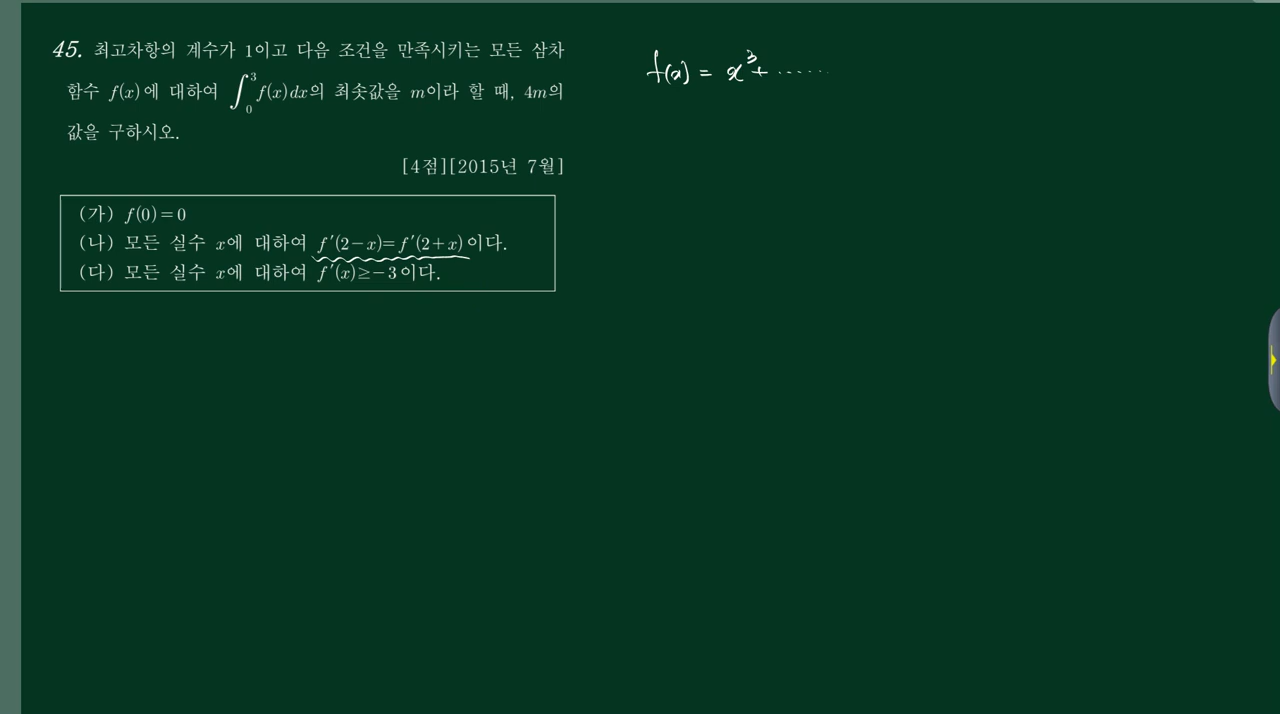 45. 최고차항의 계수가 1이고 다음 조건을 만족시키는 모든 삼차
함수 f(x)에 대하여 ∫₀³ f(x)dx의 최솟값을 m이라 할 때, 4m의
값을 구하시오.
[4점][2015년 7월]
(가) f(0)=0
(나) 모든 실수 x에 대하여 f′(2-x)=f′(2+x)이다.
(다) 모든 실수 x에 대하여 f′(x)≥-3이다.
f(x) = x³+ ......